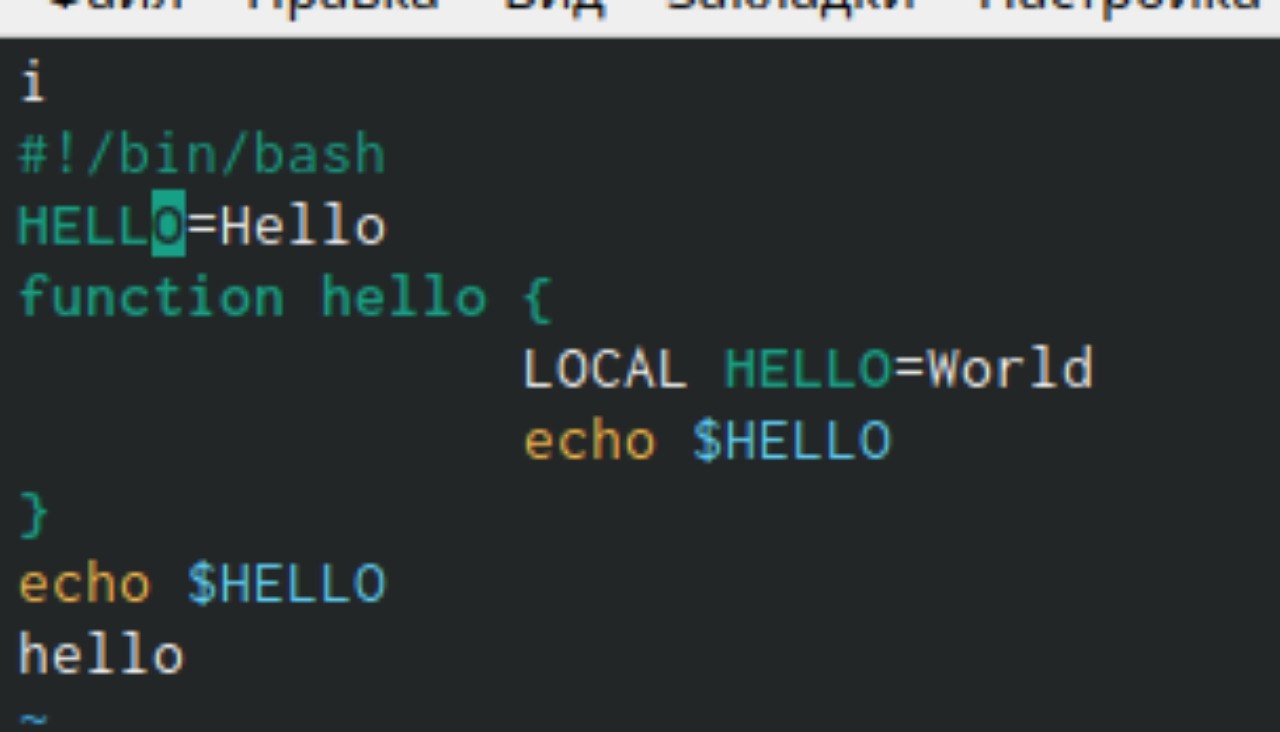 Файл Правка Вид Закладки Настройка
i
#!/bin/bash
HELLO=Hello
function hello {
LOCAL HELLO=World
echo $HELLO
}
echo $HELLO
hello
~